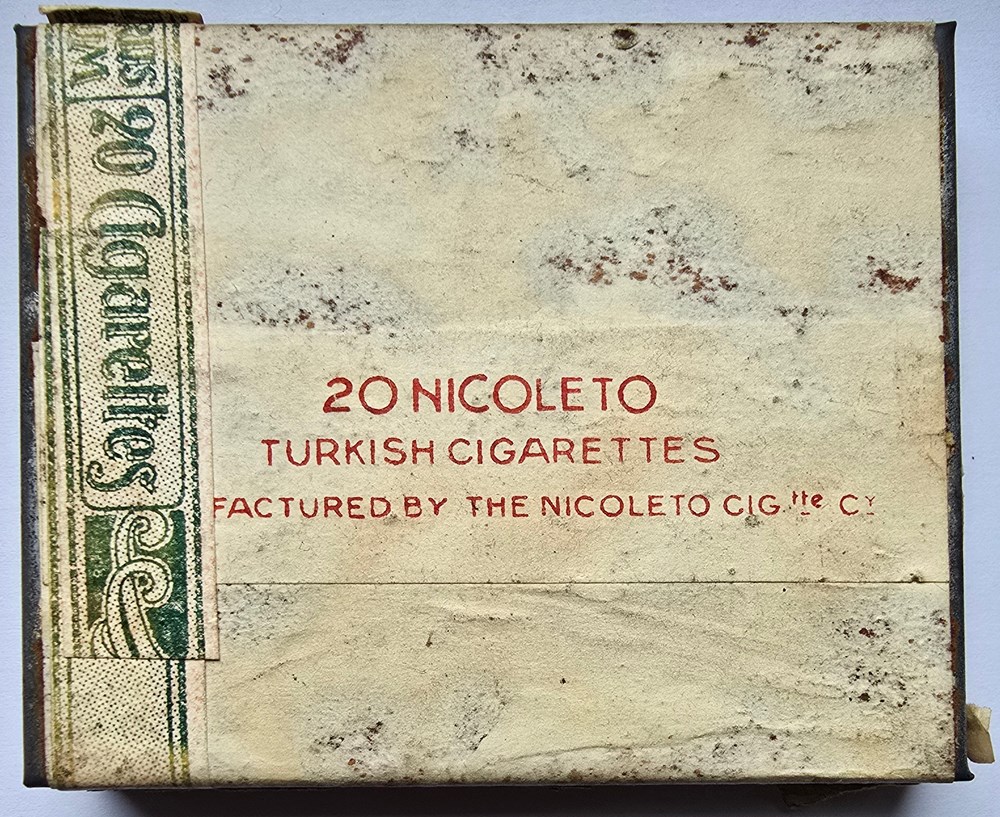 20 NICOLETO
TURKISH CIGARETTES
FACTURED BY THE NICOLETO CIG.tte Cy
20 Cigarettes